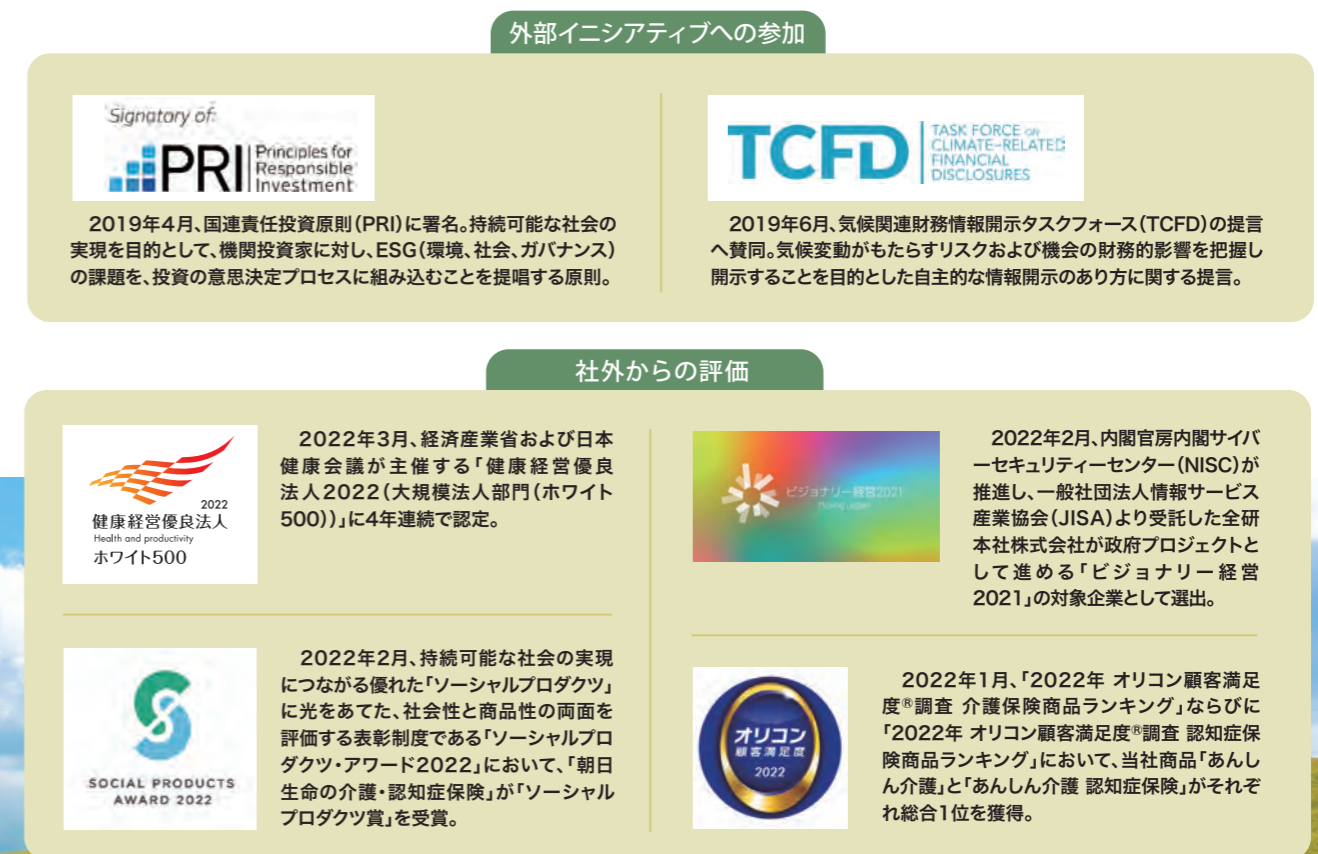 外部イニシアティブへの参加
Signatory of:
PRI
Principles for
Responsible
Investment
2019年4月、国連責任投資原則(PRI)に署名。持続可能な社会の
実現を目的として、機関投資家に対し、ESG(環境、社会、ガバナンス)
の課題を、投資の意思決定プロセスに組み込むことを提唱する原則。
TCFD
TASK FORCE ON
CLIMATE-RELATED
FINANCIAL
DISCLOSURES
2019年6月、気候関連財務情報開示タスクフォース(TCFD)の提言
へ賛同。気候変動がもたらすリスクおよび機会の財務的影響を把握し
開示することを目的とした自主的な情報開示のあり方に関する提言。
社外からの評価
2022
健康経営優良法人
Health and productivity
ホワイト500
2022年3月、経済産業省および日本
健康会議が主催する「健康経営優良
法人2022(大規模法人部門(ホワイト
500))」に4年連続で認定。
ビジョナリー経営2021
Moving Japan
2022年2月、内閣官房内閣サイバ
ーセキュリティーセンター(NISC)が
推進し、一般社団法人情報サービス
産業協会(JISA)より受託した全研
本社株式会社が政府プロジェクトと
して進める「ビジョナリー経営
2021」の対象企業として選出。
SOCIAL PRODUCTS
AWARD 2022
2022年2月、持続可能な社会の実現
につながる優れた「ソーシャルプロダクツ」
に光をあてた、社会性と商品性の両面を
評価する表彰制度である「ソーシャルプロ
ダクツ・アワード2022」において、「朝日
生命の介護・認知症保険」が「ソーシャル
プロダクツ賞」を受賞。
オリコン
顧客満足度
2022
2022年1月、「2022年 オリコン顧客満足
度®調査 介護保険商品ランキング」ならびに
「2022年 オリコン顧客満足度®調査 認知症保
険商品ランキング」において、当社商品「あんし
ん介護」と「あんしん介護 認知症保険」がそれぞ
れ総合1位を獲得。